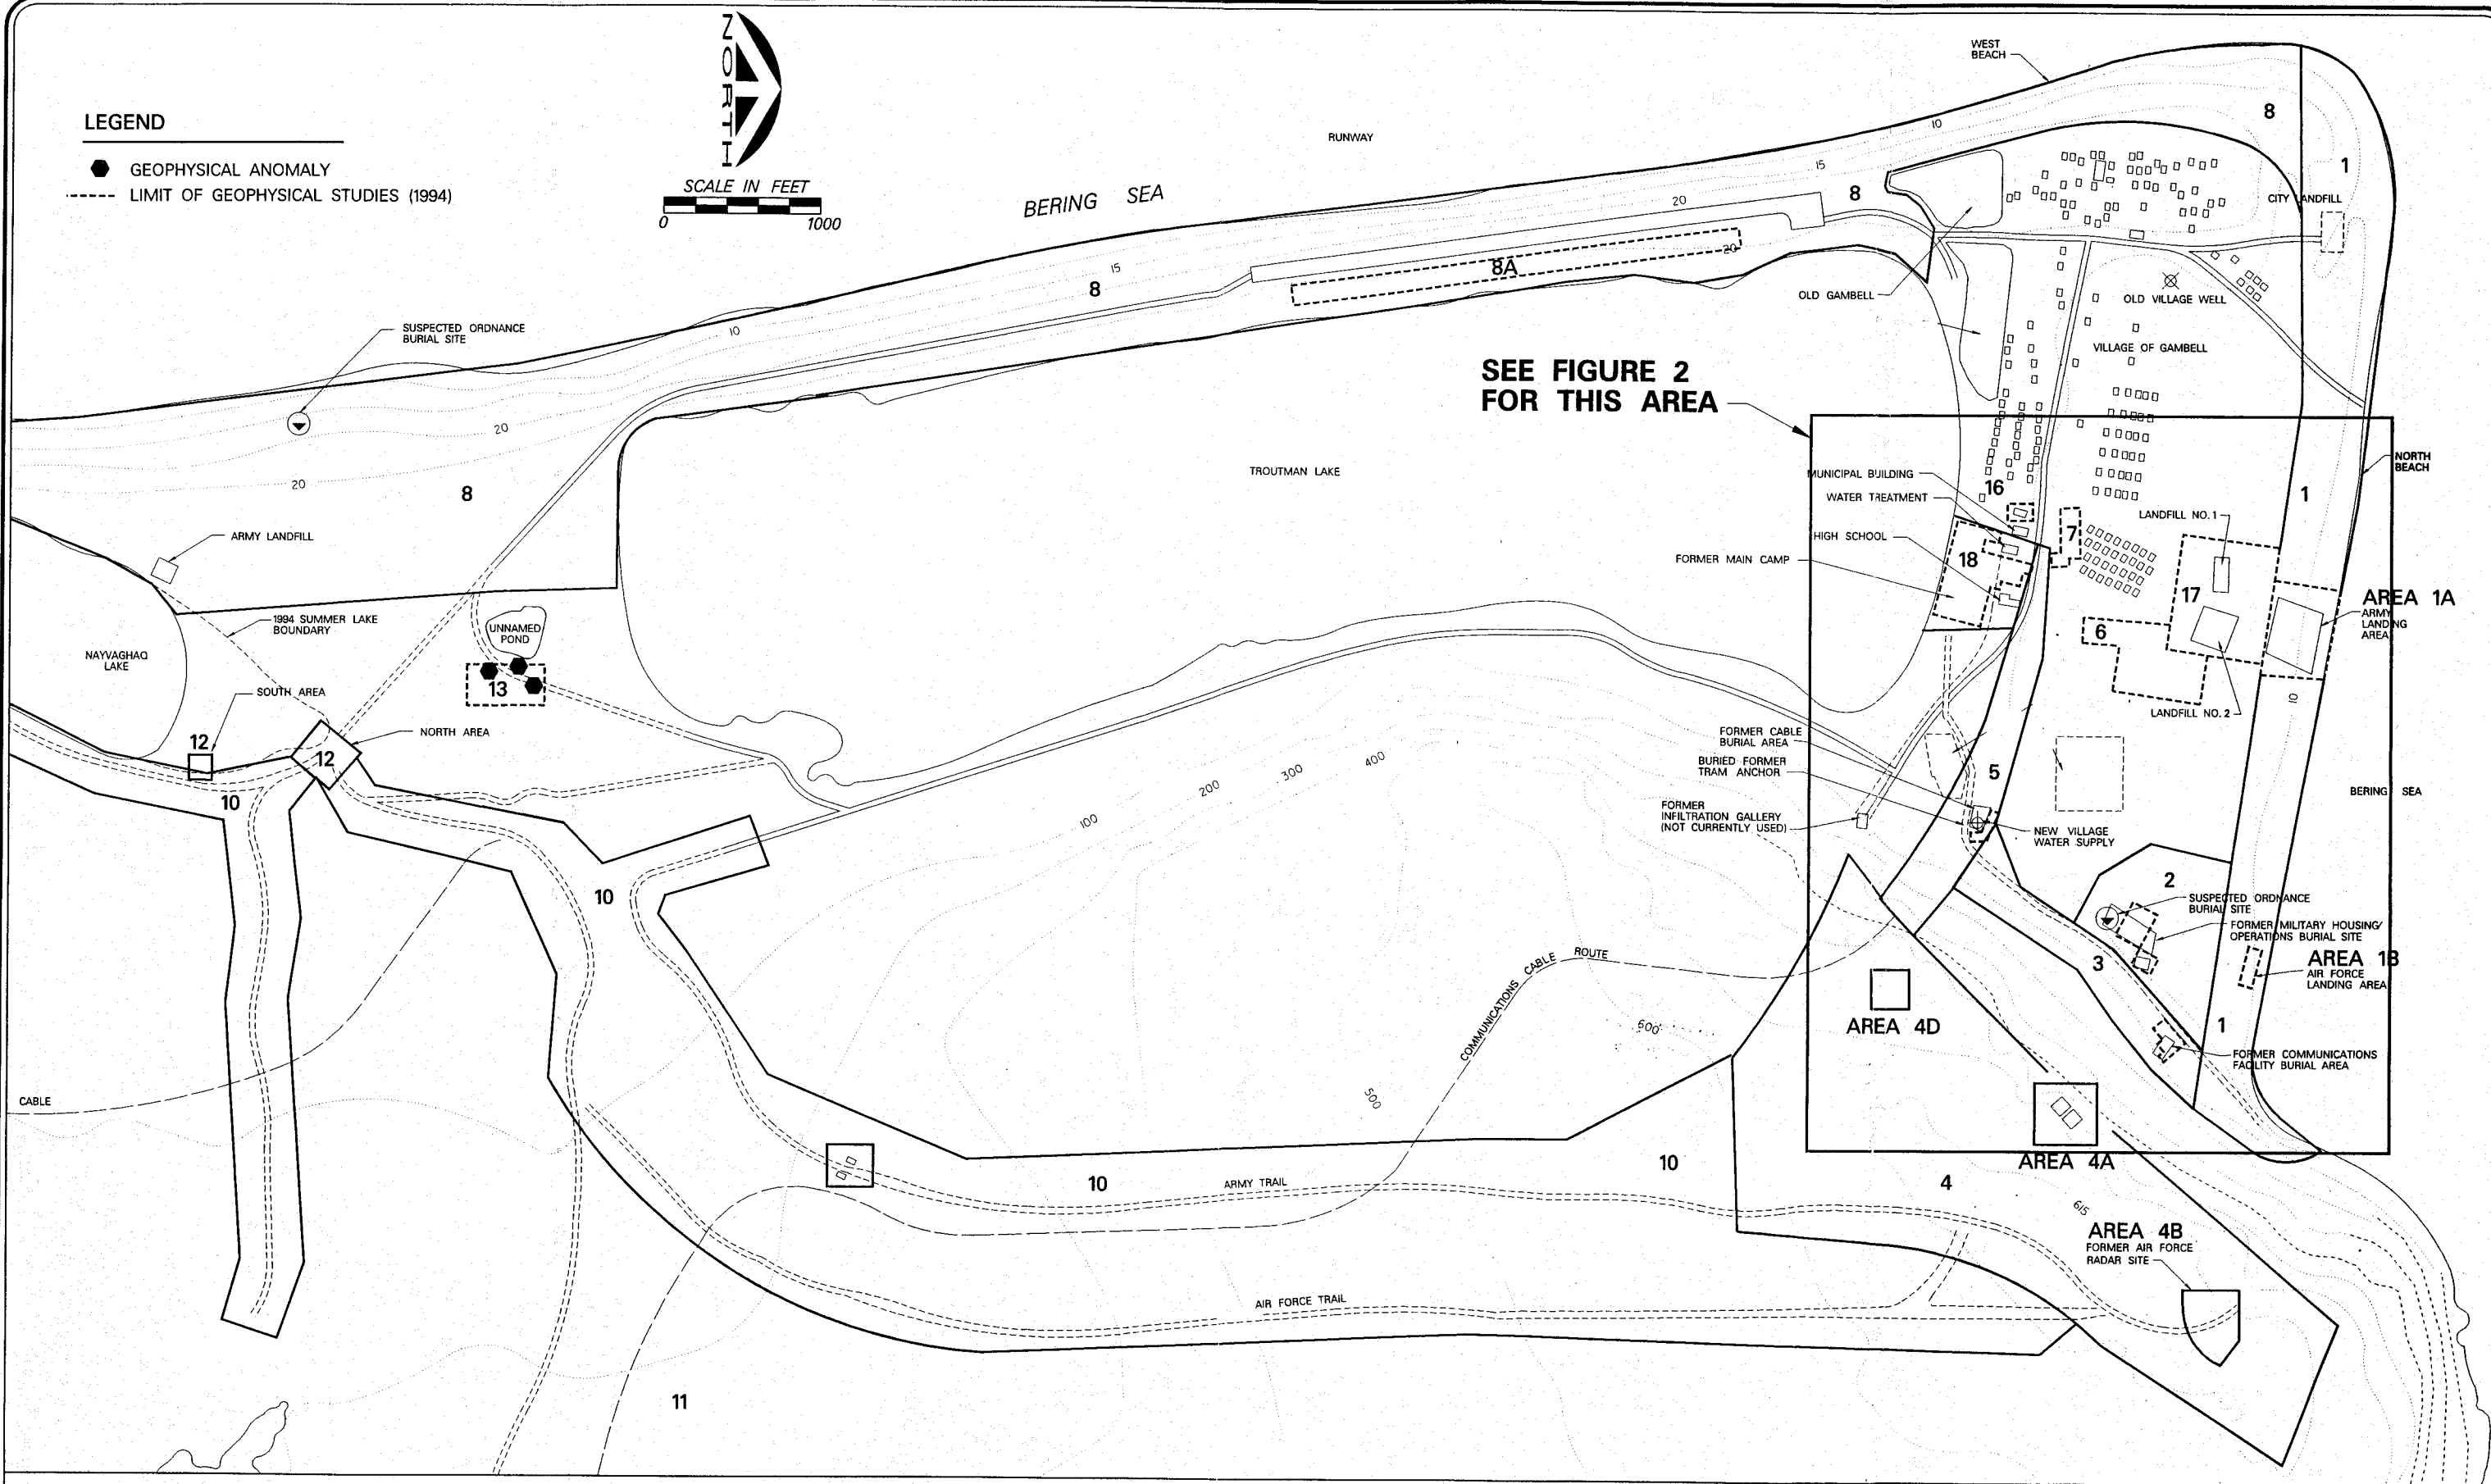 NORTH
LEGEND
GEOPHYSICAL ANOMALY
LIMIT OF GEOPHYSICAL STUDIES (1994)
SCALE IN FEET
0
1000
BERING SEA
RUNWAY
WEST
BEACH
10
8
1
15
CITY LANDFILL
20
8
20
8A
15
8
OLD GAMBELL
OLD VILLAGE WELL
VILLAGE OF GAMBELL
10
SUSPECTED ORDNANCE
BURIAL SITE
SEE FIGURE 2
FOR THIS AREA
20
20
8
TROUTMAN LAKE
MUNICIPAL BUILDING
16
WATER TREATMENT
NORTH
BEACH
1
LANDFILL NO.1
7
HIGH SCHOOL
18
FORMER MAIN CAMP
ARMY LANDFILL
17
AREA 1A
ARMY
LANDING
AREA
6
1994 SUMMER LAKE
BOUNDARY
UNNAMED
POND
NAYVAGHAQ
LAKE
13
SOUTH AREA
NORTH AREA
12
12
10
10
LANDFILL NO.2
FORMER CABLE
BURIAL AREA
BURIED FORMER
TRAM ANCHOR
5
FORMER
INFILTRATION GALLERY
(NOT CURRENTLY USED)
NEW VILLAGE
WATER SUPPLY
BERING SEA
100
200
300
400
10
2
SUSPECTED ORDNANCE
BURIAL SITE
FORMER MILITARY HOUSING/
OPERATIONS BURIAL SITE
3
AREA 1B
AIR FORCE
LANDING AREA
COMMUNICATIONS CABLE ROUTE
600
500
AREA 4D
1
FORMER COMMUNICATIONS
FACILITY BURIAL AREA
CABLE
AREA 4A
10
10
4
ARMY TRAIL
615
AREA 4B
FORMER AIR FORCE
RADAR SITE
AIR FORCE TRAIL
11